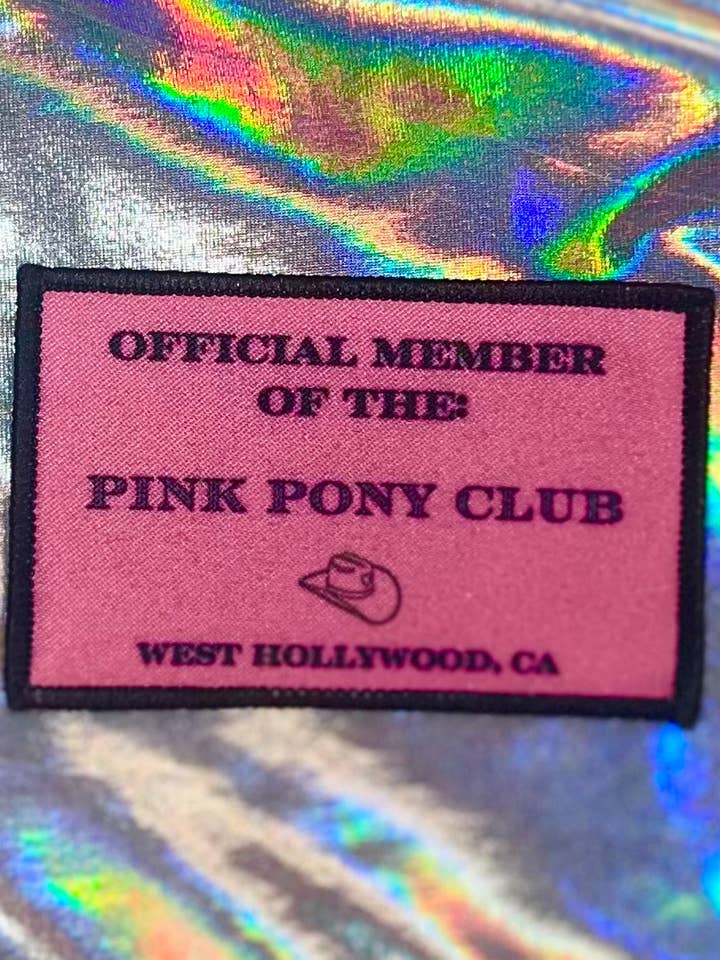 OFFICIAL MEMBER
OF THE:
PINK PONY CLUB
WEST HOLLYWOOD, CA